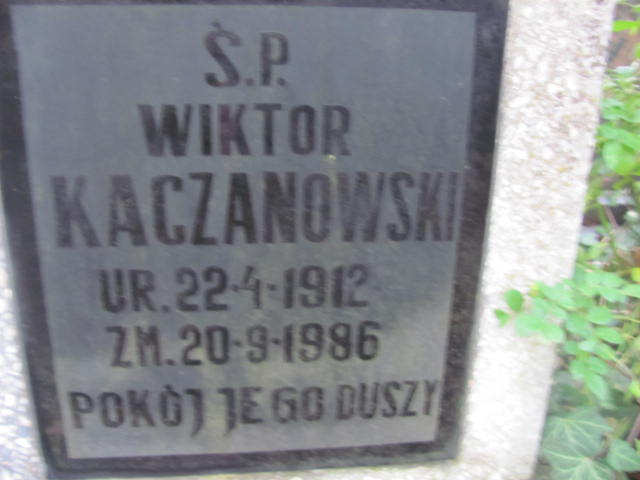 Ś.P.
WIKTOR
KACZANOWSKI
UR. 22-4-1912
ZM. 20-9-1986
POKÓJ JEGO DUSZY